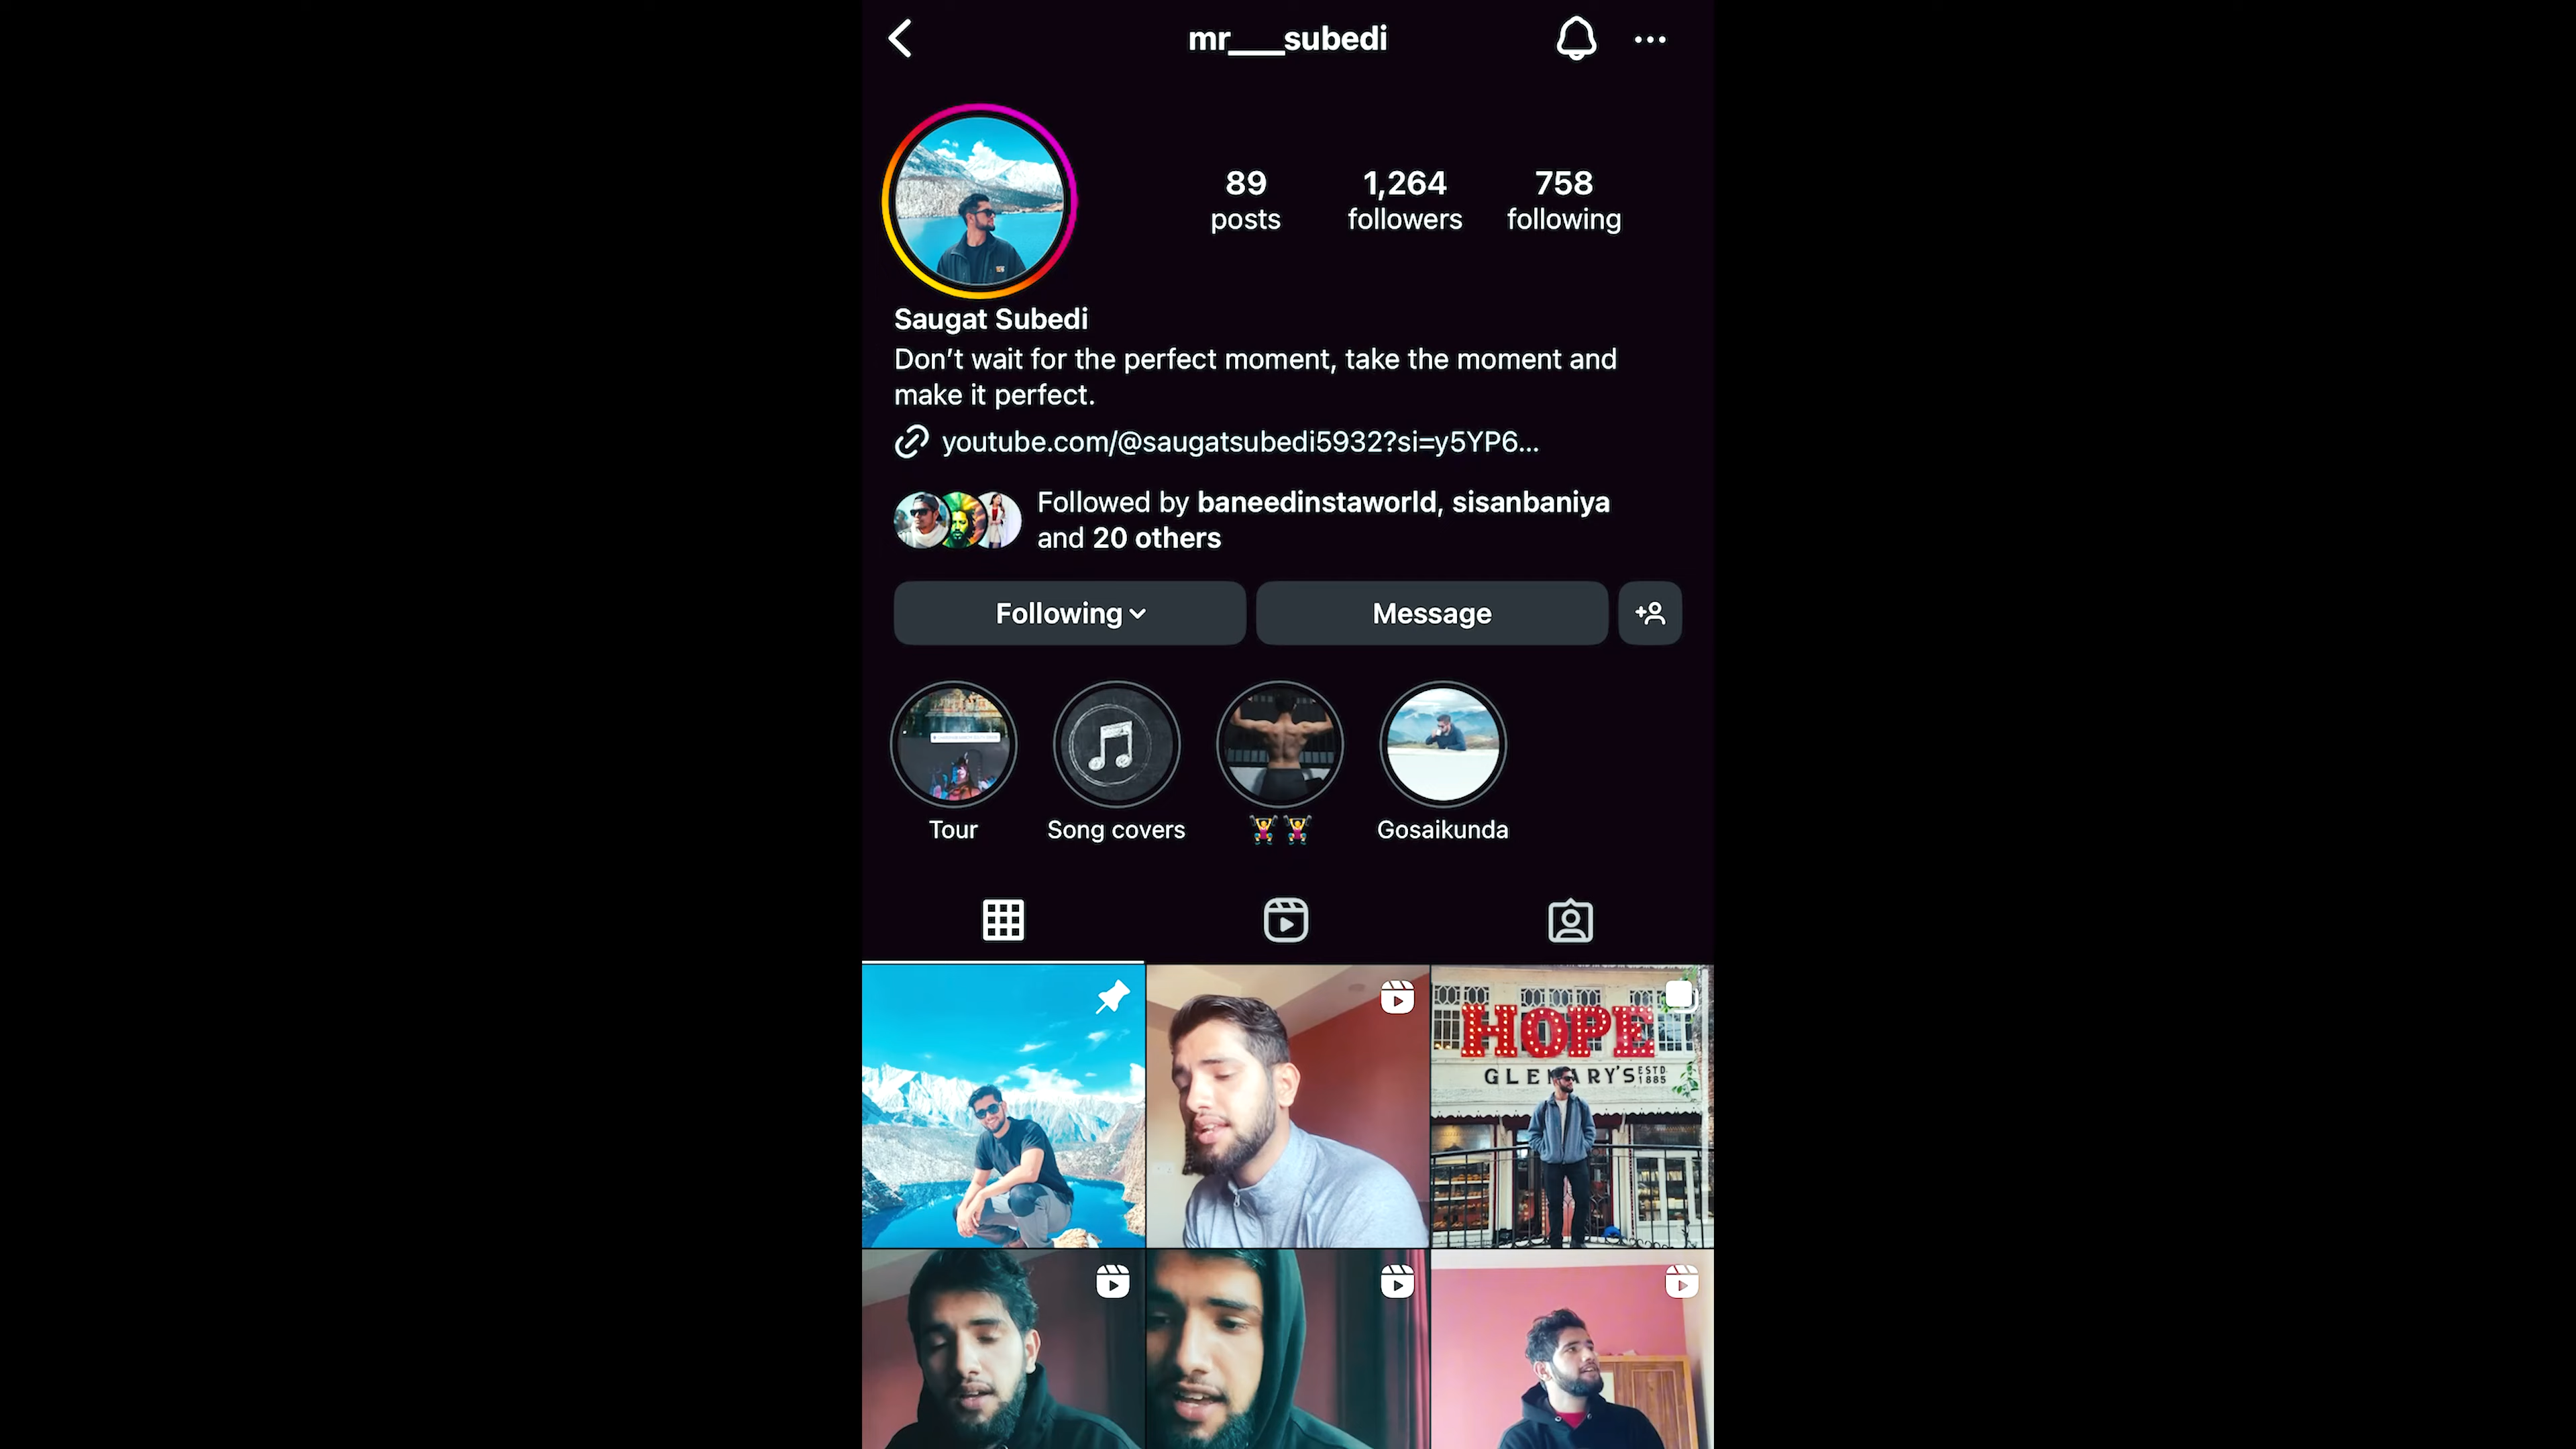 mr___subedi
89
posts
1,264
followers
758
following
Saugat Subedi
Don't wait for the perfect moment, take the moment and
make it perfect.
youtube.com/@saugatsubedi5932?si=y5YP6...
Followed by baneedinstaworld, sisanbaniya
and 20 others
Following
Message
Tour
Song covers
🏋️🏋️
Gosaikunda
HOPE
GLENARY'S ESTD
1885